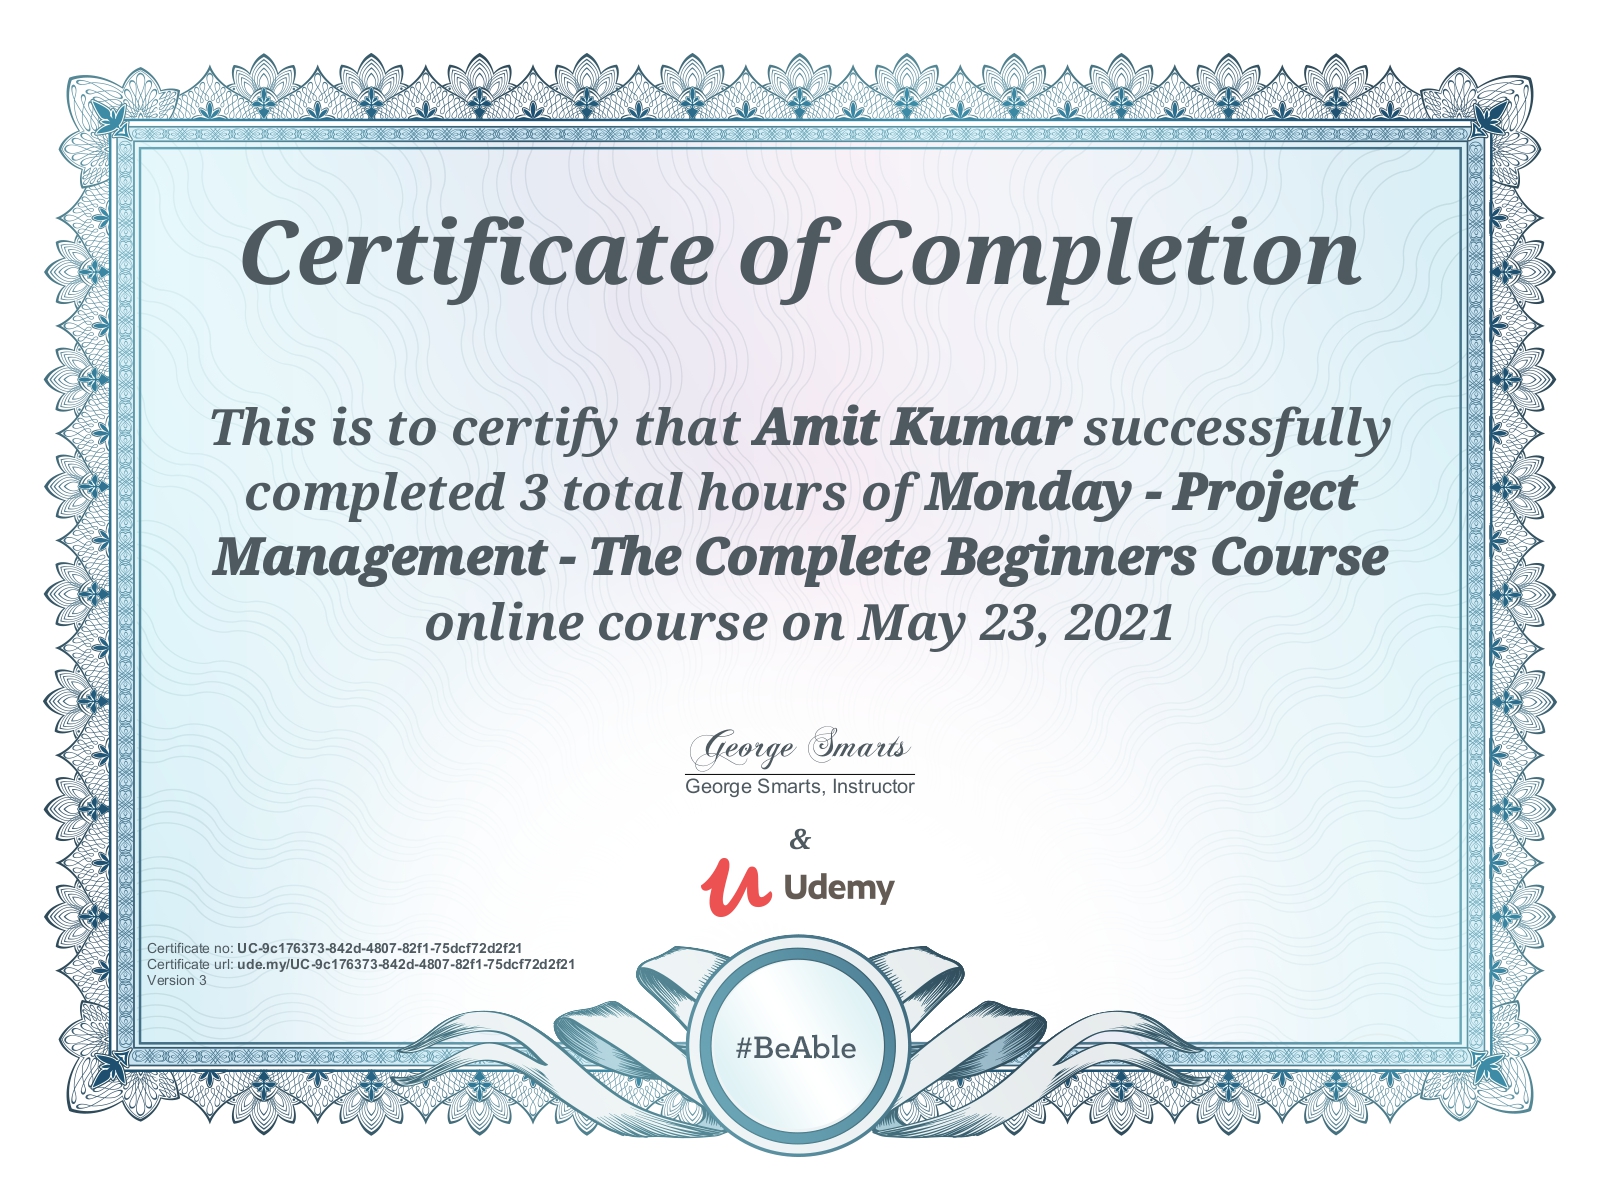 Certificate of Completion
This is to certify that Amit Kumar successfully
completed 3 total hours of Monday - Project
Management - The Complete Beginners Course
online course on May 23, 2021
George Smarts
George Smarts, Instructor
&
Udemy
Certificate no: UC-9c176373-842d-4807-82f1-75dcf72d2f21
Certificate url: ude.my/UC-9c176373-842d-4807-82f1-75dcf72d2f21
Version 3
#BeAble